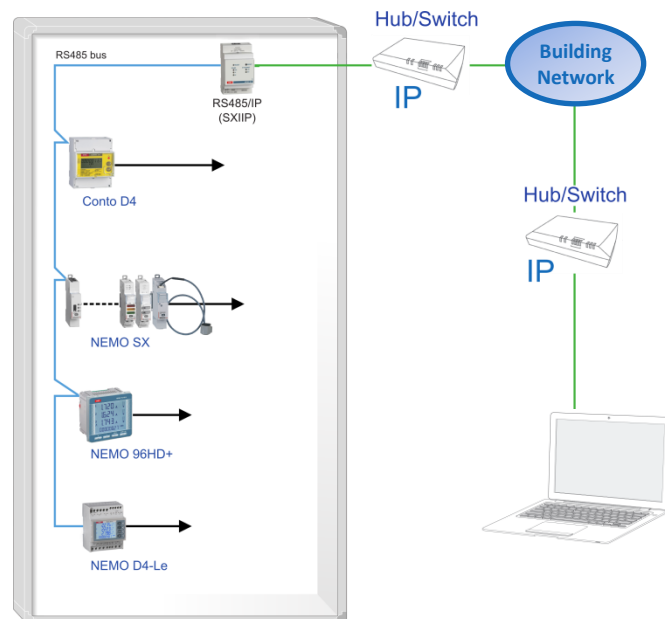 Hub/Switch
RS485 bus
Building
Network
RS485/IP
(SXIIP)
IP
Conto D4
Hub/Switch
IP
NEMO SX
NEMO 96HD+
NEMO D4-Le